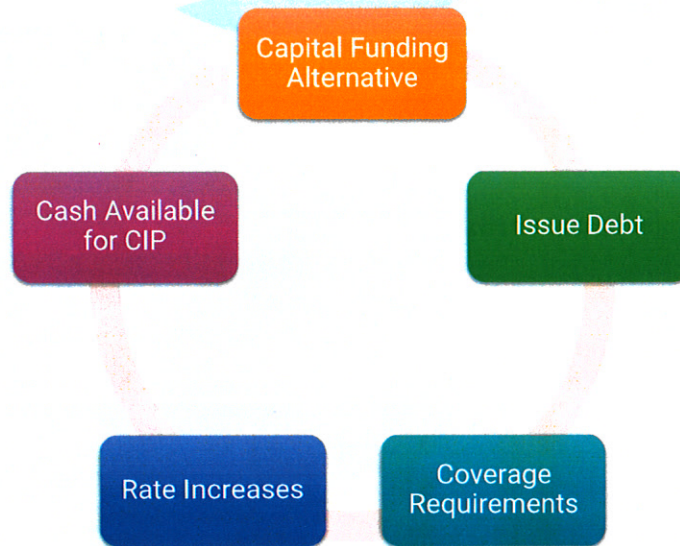 Capital Funding
Alternative
Cash Available
for CIP
Issue Debt
Rate Increases
Coverage
Requirements